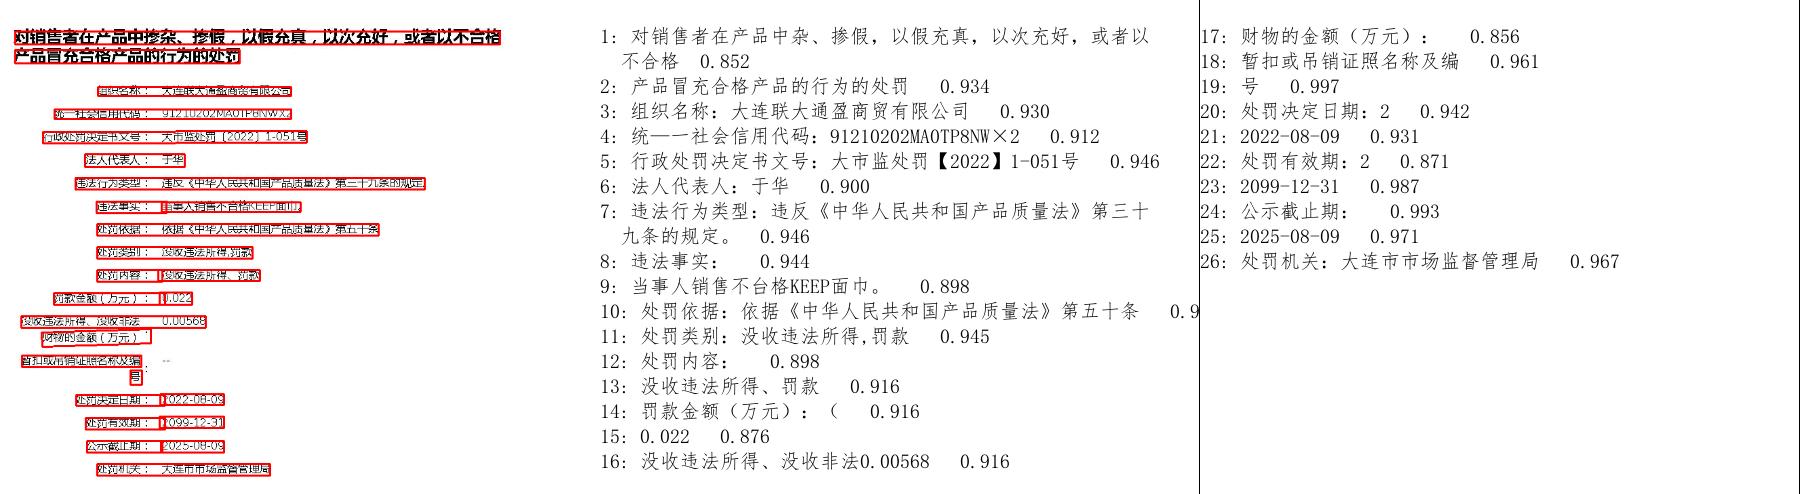 对销售者在产品中掺杂、掺假，以假充真，以次充好，或者以不合格
产品冒充合格产品的行为的处罚
组织名称： 大连联大通盈商贸有限公司
统一社会信用代码： 91210202MA0TP8NWX2
行政处罚决定书文号： 大市监处罚〔2022〕1-051号
法人代表人： 于华
违法行为类型： 违反《中华人民共和国产品质量法》第三十九条的规定。
违法事实： 当事人销售不合格KEEP面巾。
处罚依据： 依据《中华人民共和国产品质量法》第五十条
处罚类别： 没收违法所得,罚款
处罚内容： 没收违法所得、罚款
罚款金额（万元）： 0.022
没收违法所得、没收非法 0.00568
财物的金额（万元）：
暂扣或吊销证照名称及编 --
号：
处罚决定日期： 2022-08-09
处罚有效期： 2099-12-31
公示截止期： 2025-08-09
处罚机关： 大连市市场监督管理局
1: 对销售者在产品中杂、掺假，以假充真，以次充好，或者以
不合格 0.852
2: 产品冒充合格产品的行为的处罚 0.934
3: 组织名称：大连联大通盈商贸有限公司 0.930
4: 统—一社会信用代码：91210202MA0TP8NW×2 0.912
5: 行政处罚决定书文号：大市监处罚【2022】1-051号 0.946
6: 法人代表人：于华 0.900
7: 违法行为类型：违反《中华人民共和国产品质量法》第三十
九条的规定。 0.946
8: 违法事实： 0.944
9: 当事人销售不台格KEEP面巾。 0.898
10: 处罚依据：依据《中华人民共和国产品质量法》第五十条 0.9
11: 处罚类别：没收违法所得,罚款 0.945
12: 处罚内容： 0.898
13: 没收违法所得、罚款 0.916
14: 罚款金额（万元）：（ 0.916
15: 0.022 0.876
16: 没收违法所得、没收非法0.00568 0.916
17: 财物的金额（万元）： 0.856
18: 暂扣或吊销证照名称及编 0.961
19: 号 0.997
20: 处罚决定日期：2 0.942
21: 2022-08-09 0.931
22: 处罚有效期：2 0.871
23: 2099-12-31 0.987
24: 公示截止期： 0.993
25: 2025-08-09 0.971
26: 处罚机关：大连市市场监督管理局 0.967